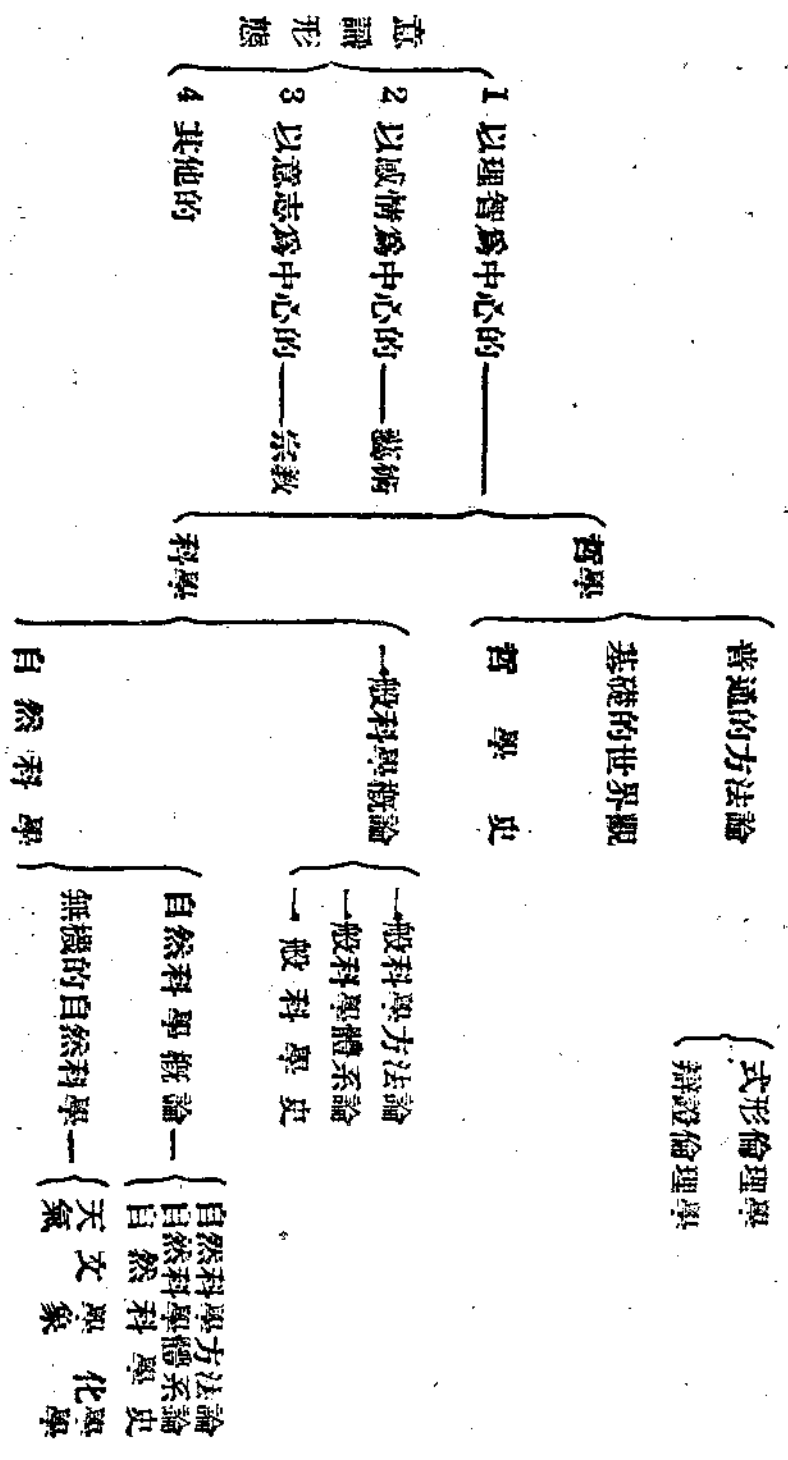 意識形態
1 以理智爲中心的——
2 以感情爲中心的——藝術
3 以意志爲中心的——宗教
4 其他的
哲學
科學
普通的方法論
基礎的世界觀
哲學史
一般科學概論
自然科學
式形倫理學
辯證倫理學
一般科學方法論
一般科學體系論
一般科學史
自然科學概論—
無機的自然科學—
自然科學方法論
自然科學體系論
自然科學史
天文學 化學
氣象學